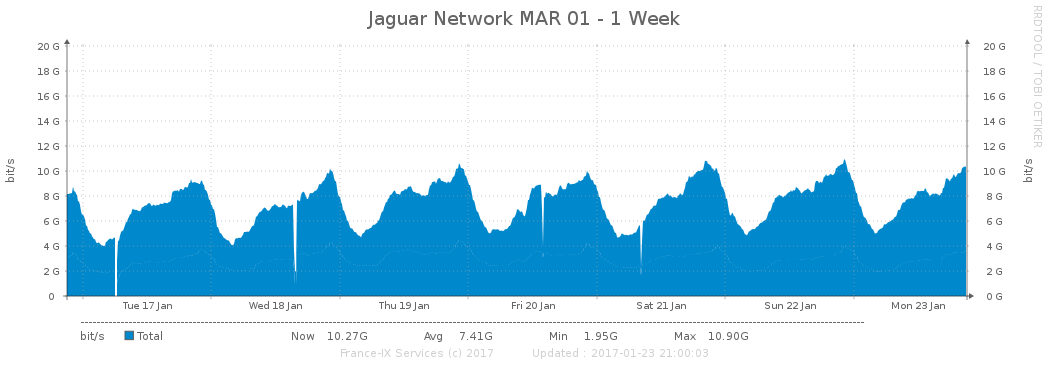 Jaguar Network MAR 01 - 1 Week
RRDTOOL / TOBI OETIKER
20 G 20 G
18 G 18 G
16 G 16 G
14 G 14 G
12 G 12 G
10 G 10 G
8 G 8 G
6 G 6 G
4 G 4 G
2 G 2 G
0 0 G
bit/s
bit/s
Tue 17 Jan Wed 18 Jan Thu 19 Jan Fri 20 Jan Sat 21 Jan Sun 22 Jan Mon 23 Jan
bit/s Total Now 10.27G Avg 7.41G Min 1.95G Max 10.90G
France-IX Services (c) 2017 Updated : 2017-01-23 21:00:03